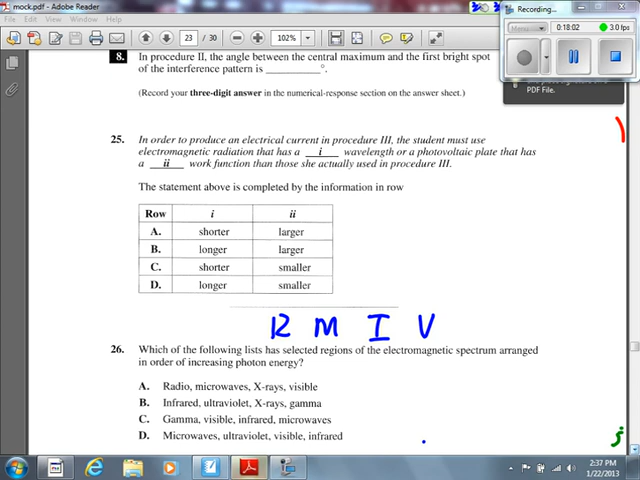 mock.pdf - Adobe Reader
File Edit View Window Help
23 / 30 102%
Recording...
Menu
0:18:02 3.0 fps
PDF File.
8. In procedure II, the angle between the central maximum and the first bright spot
of the interference pattern is __________°.
(Record your three-digit answer in the numerical-response section on the answer sheet.)
25. In order to produce an electrical current in procedure III, the student must use
electromagnetic radiation that has a __i__ wavelength or a photovoltaic plate that has
a __ii__ work function than those she actually used in procedure III.
The statement above is completed by the information in row
Row i ii
A. shorter larger
B. longer larger
C. shorter smaller
D. longer smaller
R M I V
26. Which of the following lists has selected regions of the electromagnetic spectrum arranged
in order of increasing photon energy?
A. Radio, microwaves, X-rays, visible
B. Infrared, ultraviolet, X-rays, gamma
C. Gamma, visible, infrared, microwaves
D. Microwaves, ultraviolet, visible, infrared
2:37 PM
1/22/2013